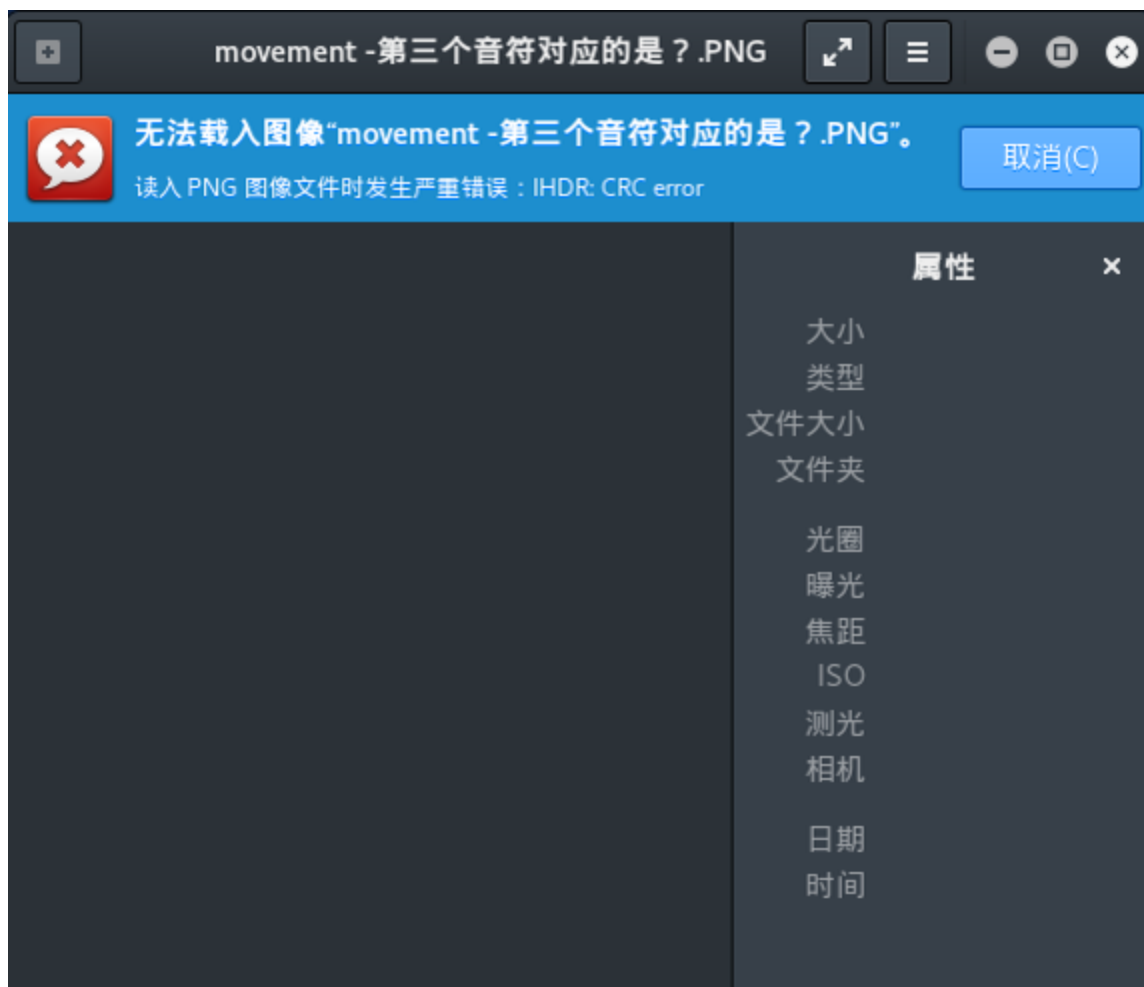 movement -第三个音符对应的是？.PNG
无法载入图像“movement -第三个音符对应的是？.PNG”。
取消(C)
读入 PNG 图像文件时发生严重错误：IHDR: CRC error
属性
大小
类型
文件大小
文件夹
光圈
曝光
焦距
ISO
测光
相机
日期
时间